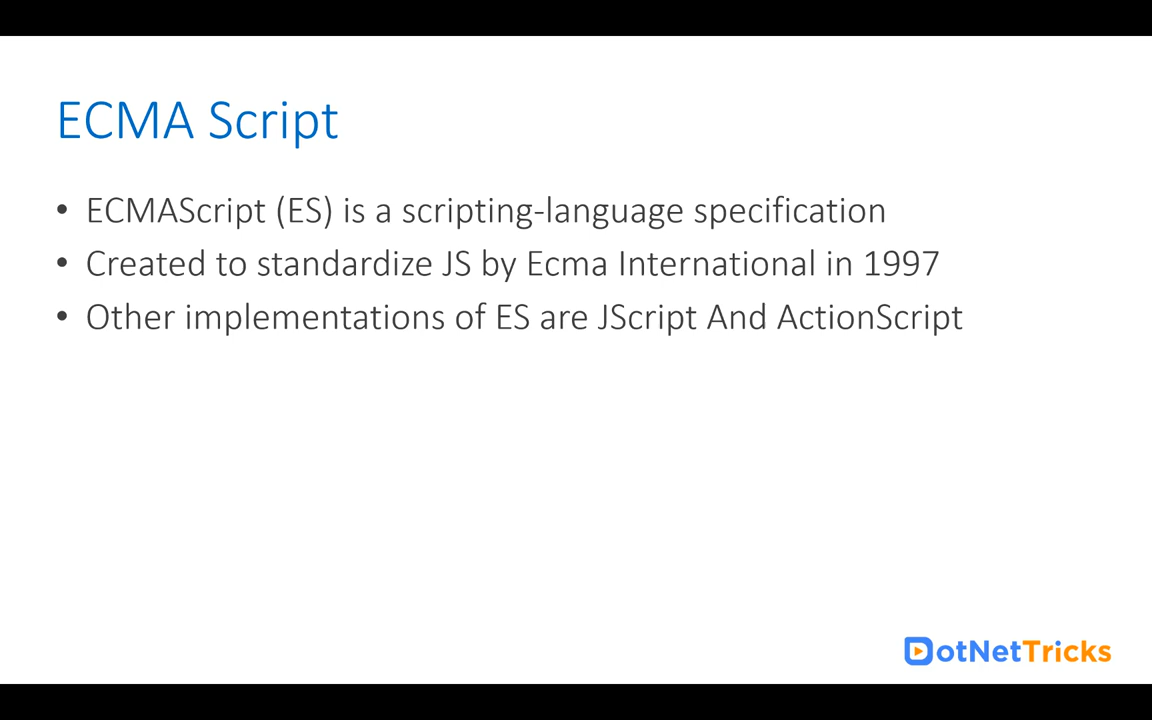 ECMA Script
• ECMAScript (ES) is a scripting-language specification
• Created to standardize JS by Ecma International in 1997
• Other implementations of ES are JScript And ActionScript
DotNetTricks